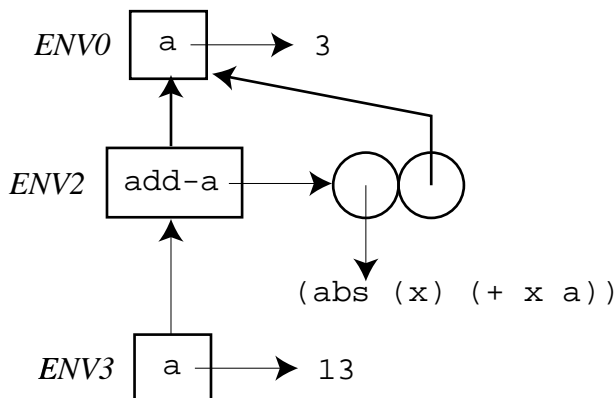 ENV0 a 3
ENV2 add-a
(abs (x) (+ x a))
ENV3 a 13